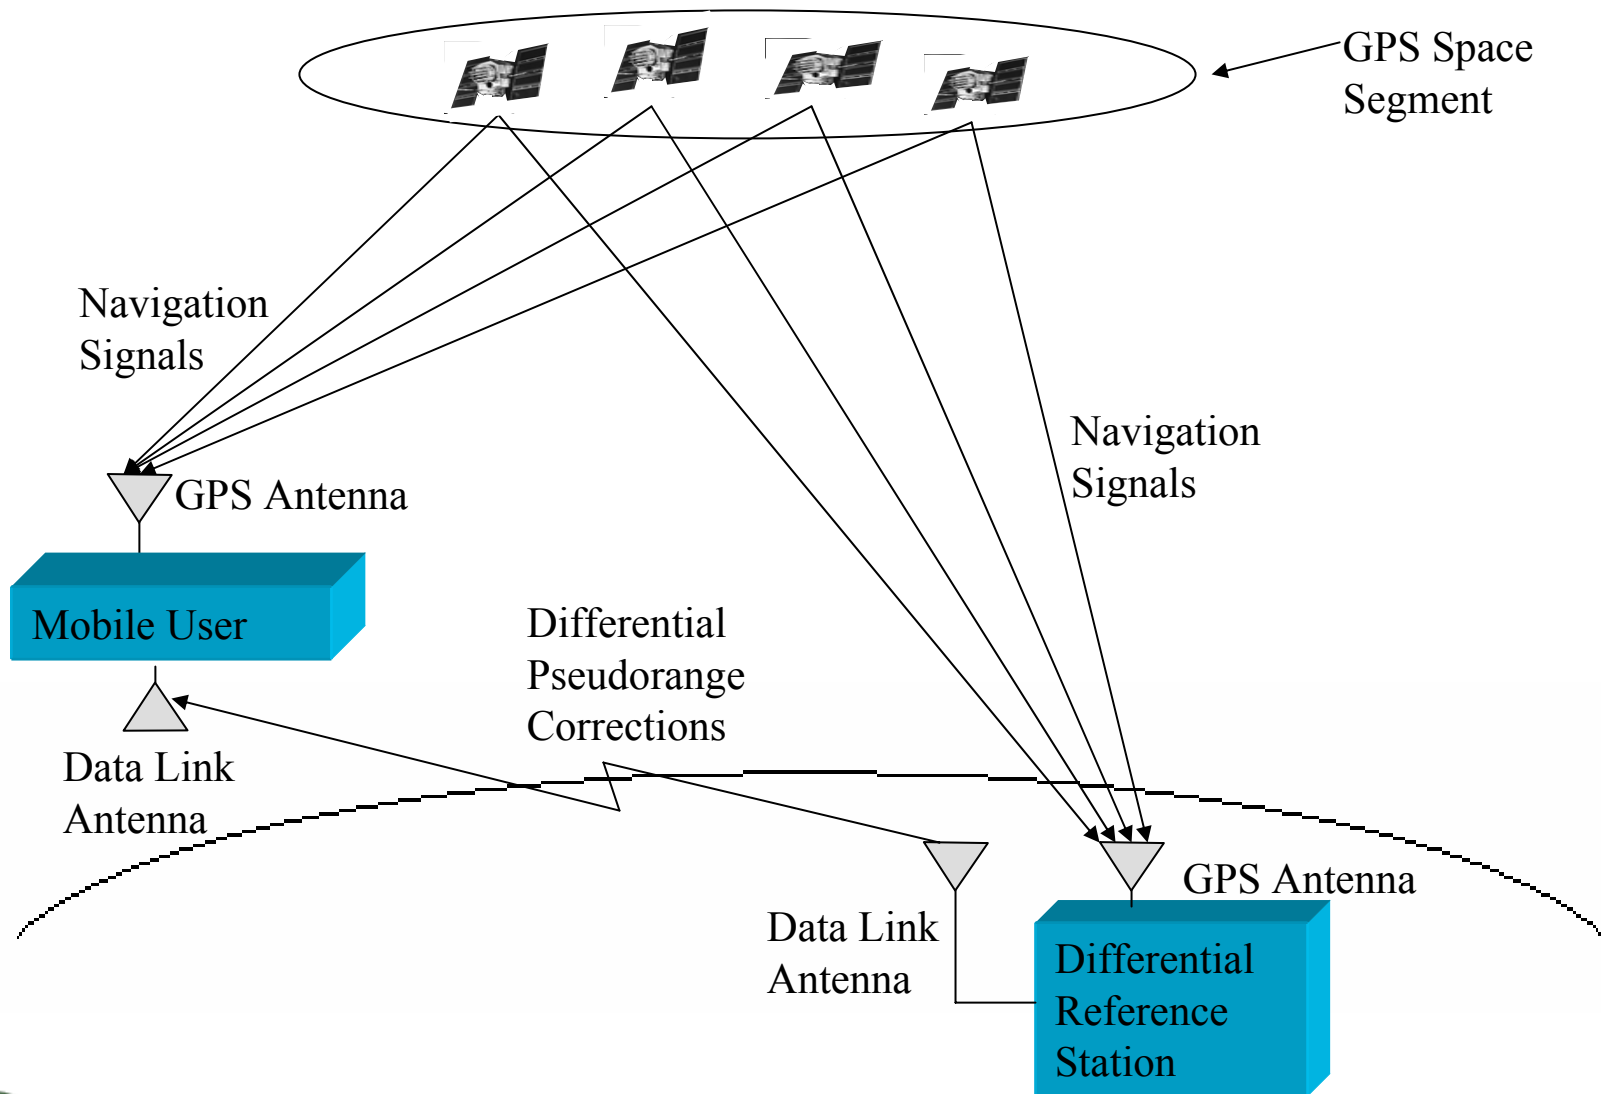 GPS Space
Segment
Navigation
Signals
Navigation
Signals
GPS Antenna
Mobile User
Differential
Pseudorange
Corrections
Data Link
Antenna
GPS Antenna
Data Link
Antenna
Differential
Reference
Station